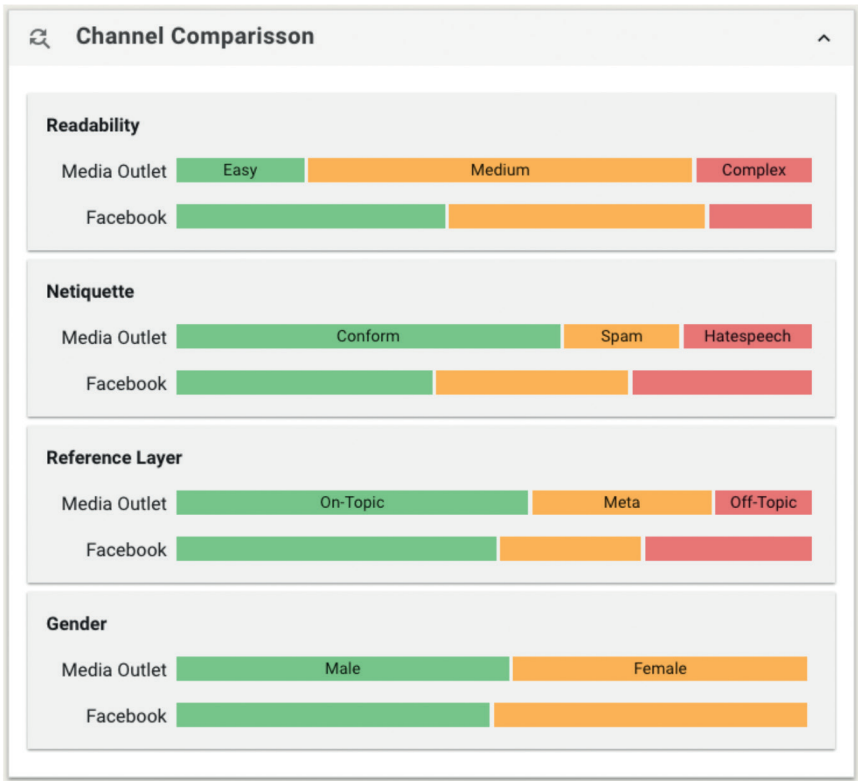 Channel Comparisson
Readability
Media Outlet Easy Medium Complex
Facebook
Netiquette
Media Outlet Conform Spam Hatespeech
Facebook
Reference Layer
Media Outlet On-Topic Meta Off-Topic
Facebook
Gender
Media Outlet Male Female
Facebook